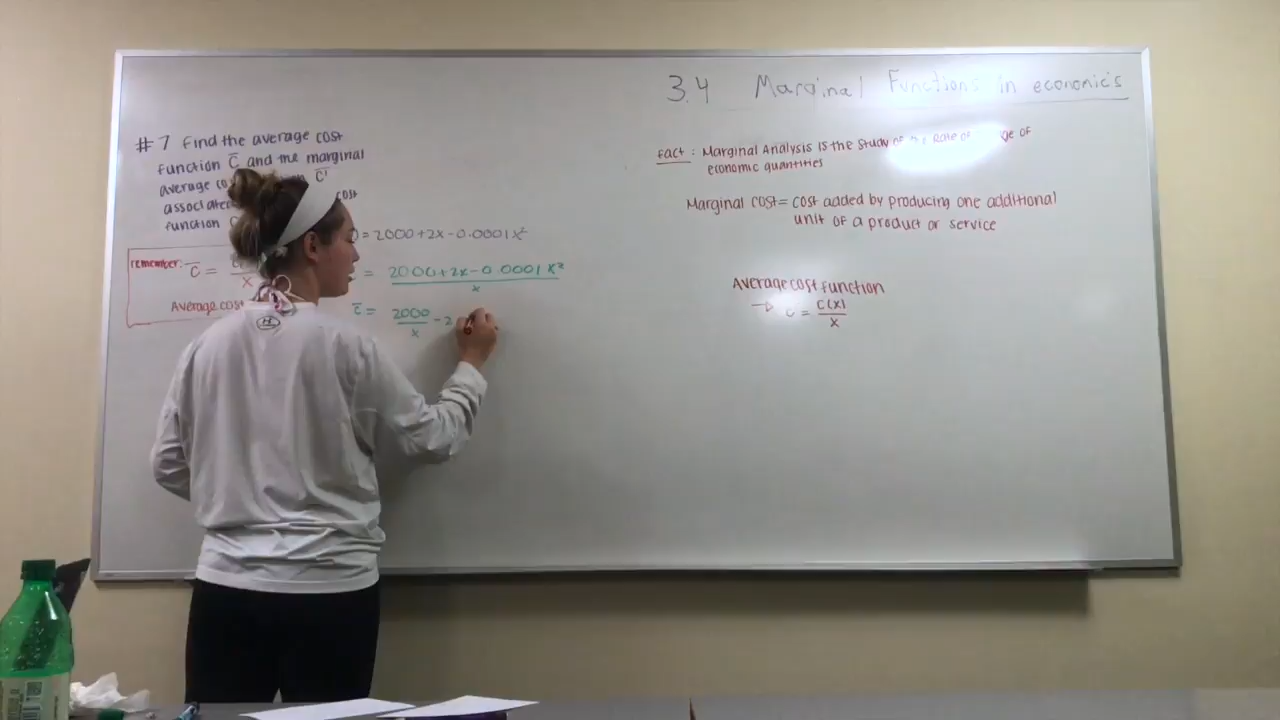 3.4 Marginal Functions in economics
#7 Find the average cost
function C̅ and the marginal
average
C̅'
associate cost
function C
= 2000+2x-0.0001x²
remember: C̅ =
x
Average cost
= 2000+2x-0.0001x²
x
C̅ = 2000 - 2
x
Fact: Marginal Analysis is the study of Rate of of
economic quantities
Marginal cost = cost added by producing one additional
unit of a product or service
Average cost function
→ C = C(x)
x